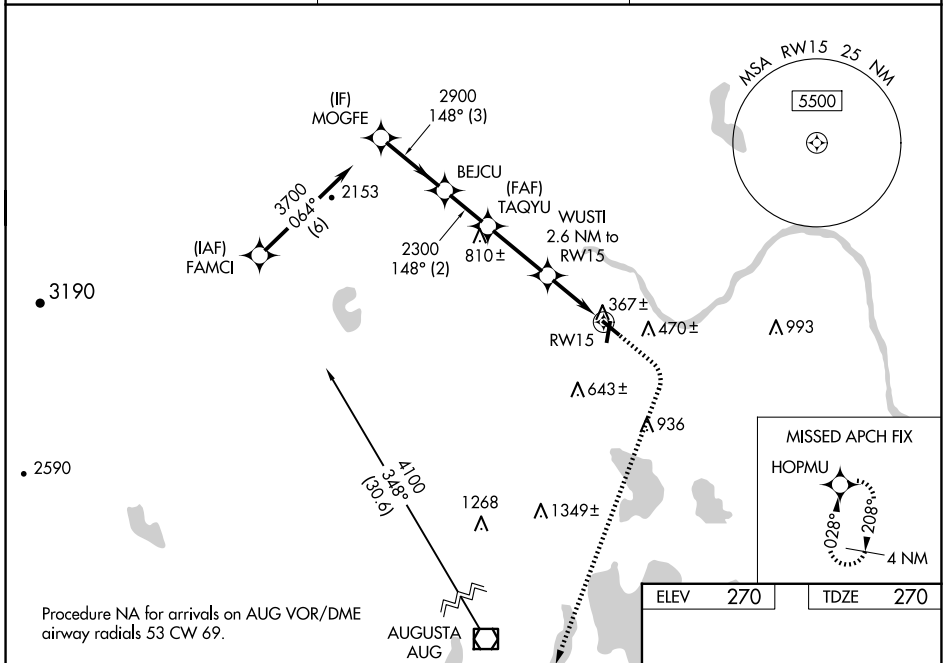 MSA RW15 25 NM
5500
(IF)
MOGFE
2900
148° (3)
BEJCU
(FAF)
TAQYU
2153
3700
064°
(6)
WUSTI
2.6 NM to
RW15
2300
148° (2)
810±
(IAF)
FAMCI
3190
367±
RW15
470±
993
643±
936
MISSED APCH FIX
HOPMU
028°
208°
4 NM
2590
4100
348°
(30.6)
1268
1349±
Procedure NA for arrivals on AUG VOR/DME
airway radials 53 CW 69.
AUGUSTA
AUG
ELEV 270
TDZE 270